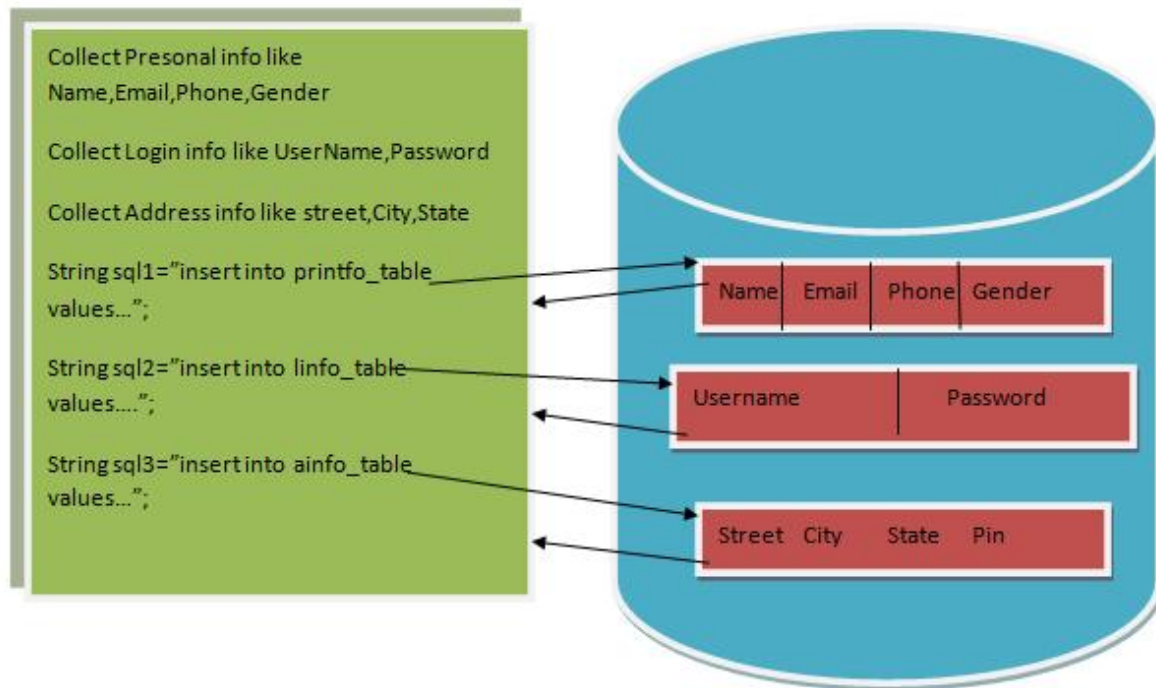 Collect Presonal info like
Name,Email,Phone,Gender
Collect Login info like UserName,Password
Collect Address info like street,City,State
String sql1=”insert into printfo_table
values...”;
String sql2=”insert into linfo_table
values....”;
String sql3=”insert into ainfo_table
values...”;
Name Email Phone Gender
Username Password
Street City State Pin